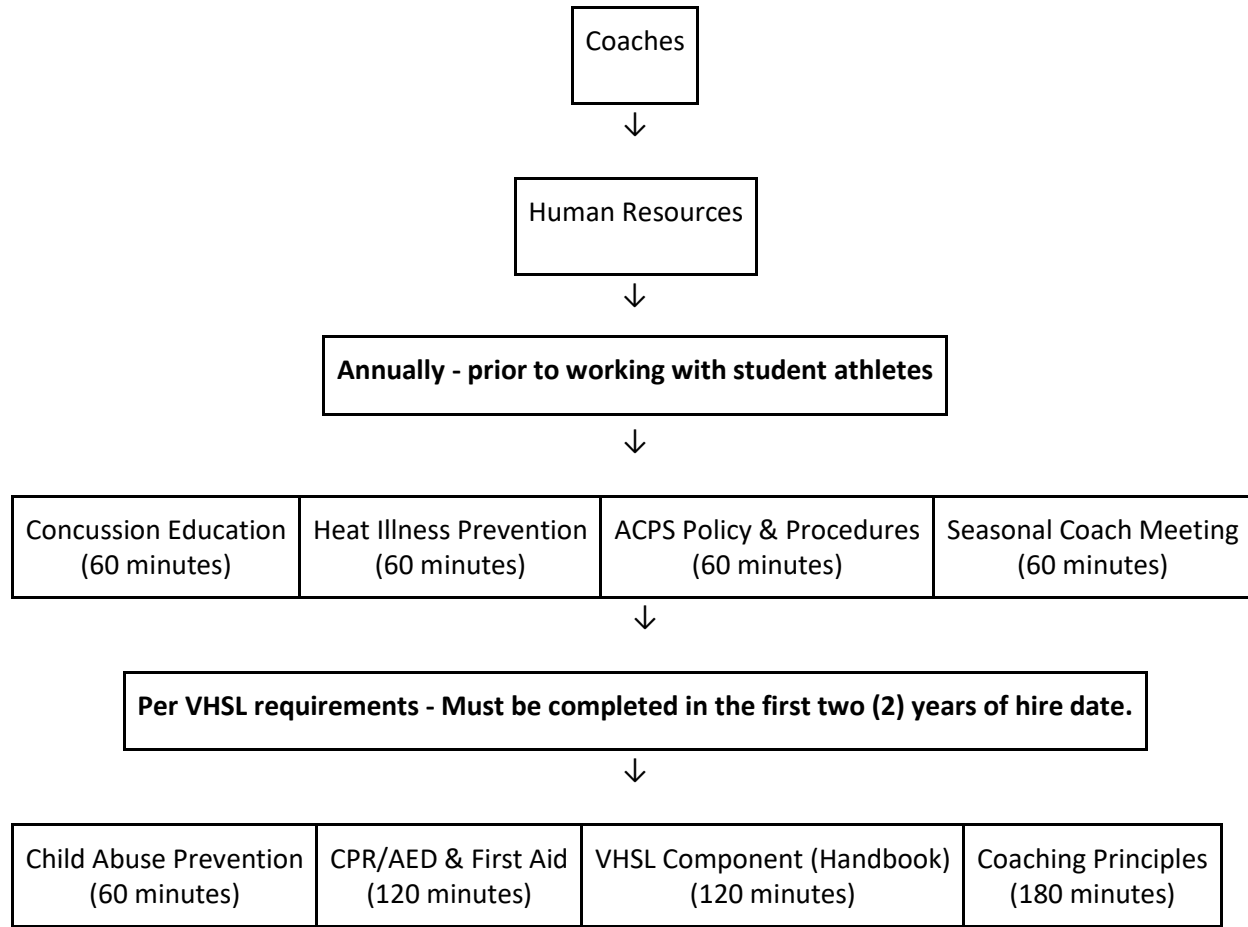 Coaches
↓
Human Resources
↓
Annually - prior to working with student athletes
↓
Concussion Education
(60 minutes)
Heat Illness Prevention
(60 minutes)
ACPS Policy & Procedures
(60 minutes)
Seasonal Coach Meeting
(60 minutes)
↓
Per VHSL requirements - Must be completed in the first two (2) years of hire date.
↓
Child Abuse Prevention
(60 minutes)
CPR/AED & First Aid
(120 minutes)
VHSL Component (Handbook)
(120 minutes)
Coaching Principles
(180 minutes)